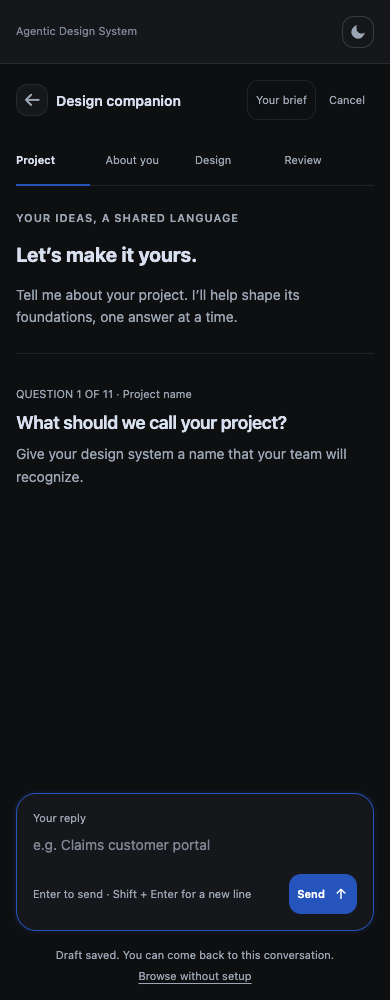 Agentic Design System
Design companion
Your brief
Cancel
Project
About you
Design
Review
YOUR IDEAS, A SHARED LANGUAGE
Let’s make it yours.
Tell me about your project. I’ll help shape its
foundations, one answer at a time.
QUESTION 1 OF 11 · Project name
What should we call your project?
Give your design system a name that your team will
recognize.
Your reply
e.g. Claims customer portal
Enter to send · Shift + Enter for a new line
Send
Draft saved. You can come back to this conversation.
Browse without setup